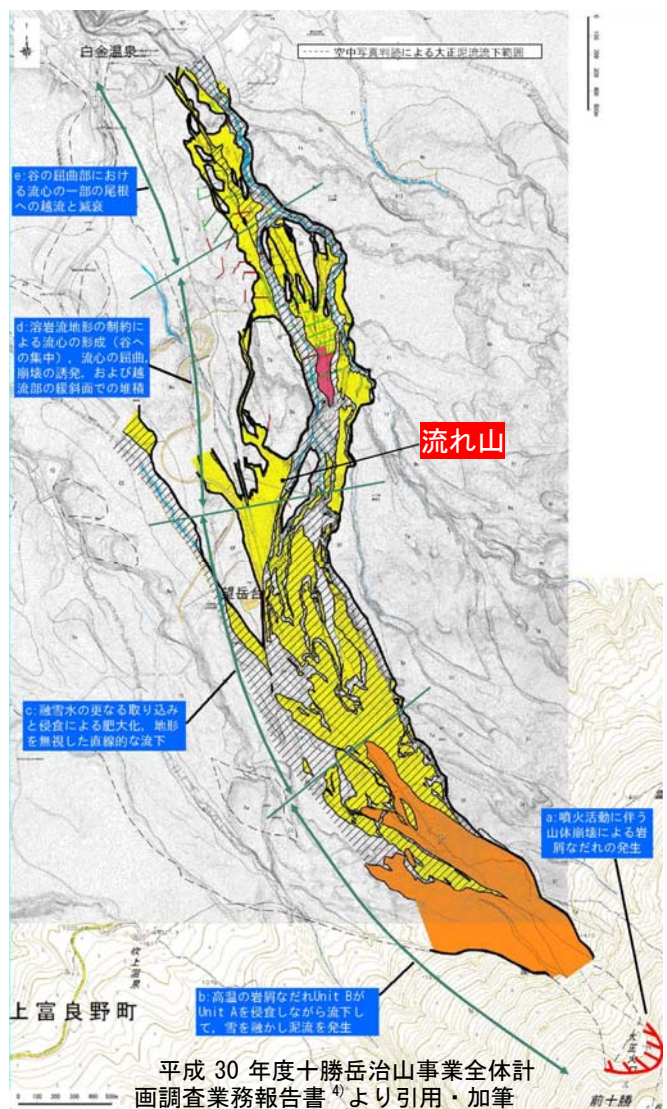 白金温泉
空中写真判跡による大正泥流流下範囲
e:谷の屈曲部におけ
る流心の一部の尾根
への越流と減衰
d:溶岩流地形の制約に
よる流心の形成(谷へ
の集中),流心の屈曲,
崩壊の誘発,および越
流部の緩斜面での堆積
流れ山
望岳台
c:融雪水の更なる取り込み
と侵食による肥大化,地形
を無視した直線的な流下
a:噴火活動に伴う
山体崩壊による岩
屑なだれの発生
吹上温泉
上富良野町
b:高温の岩屑なだれUnit Bが
Unit Aを侵食しながら流下し
て,雪を融かし泥流を発生
大正火口
前十勝
平成 30 年度十勝岳治山事業全体計
画調査業務報告書 4)より引用・加筆